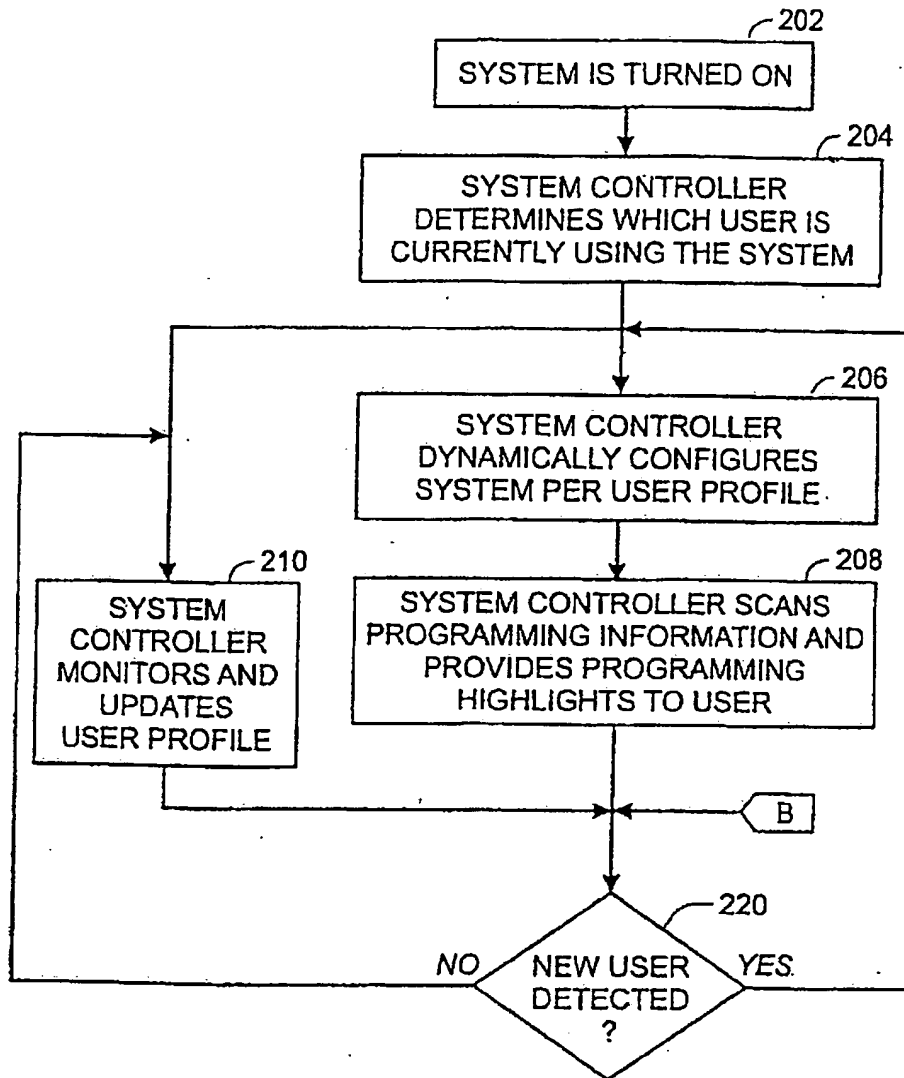 202
SYSTEM IS TURNED ON
204
SYSTEM CONTROLLER
DETERMINES WHICH USER IS
CURRENTLY USING THE SYSTEM
206
SYSTEM CONTROLLER
DYNAMICALLY CONFIGURES
SYSTEM PER USER PROFILE
210
SYSTEM
CONTROLLER
MONITORS AND
UPDATES
USER PROFILE
208
SYSTEM CONTROLLER SCANS
PROGRAMMING INFORMATION AND
PROVIDES PROGRAMMING
HIGHLIGHTS TO USER
B
220
NO
NEW USER
DETECTED
?
YES